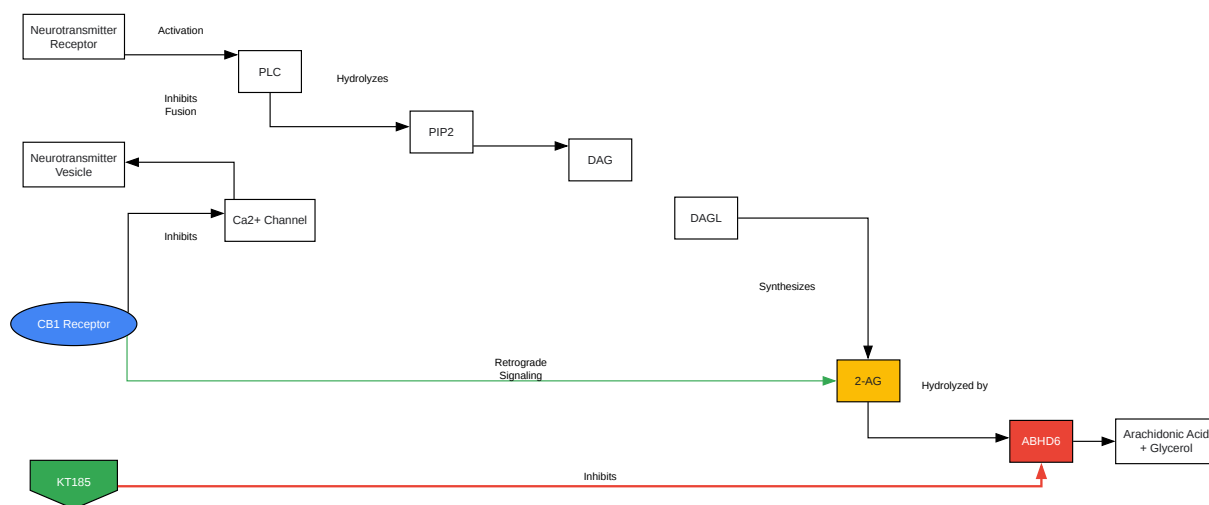 Neurotransmitter
Receptor
Activation
PLC
Hydrolyzes
Inhibits
Fusion
PIP2
Neurotransmitter
Vesicle
DAG
Ca2+ Channel
DAGL
Inhibits
Synthesizes
CB1 Receptor
Retrograde
Signaling
2-AG
Hydrolyzed by
ABHD6
Arachidonic Acid
+ Glycerol
KT185
Inhibits